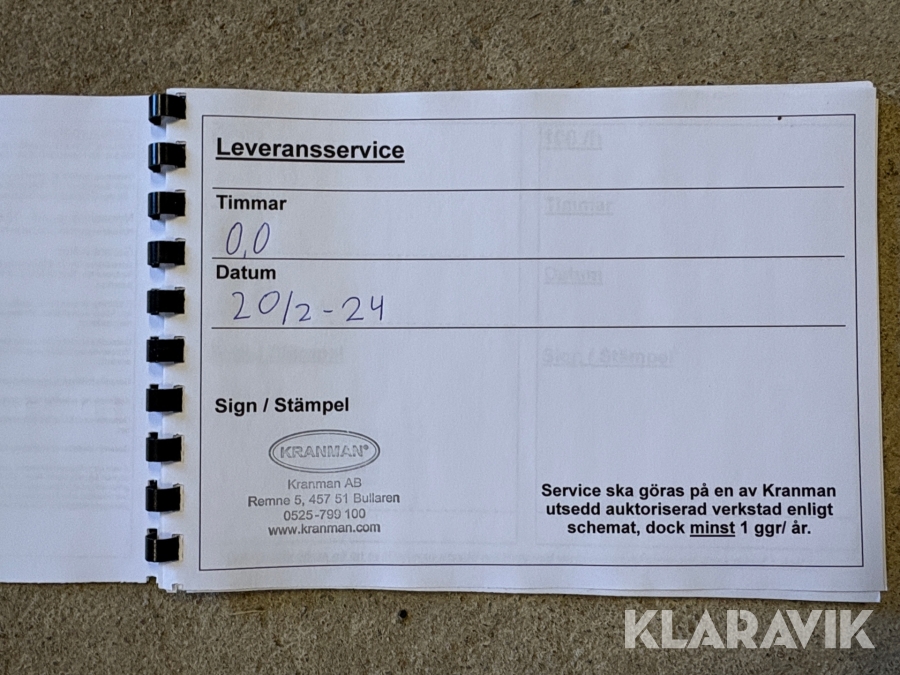 Leveransservice
Timmar
0,0
Datum
20/2-24
Sign / Stämpel
KRANMAN®
Kranman AB
Remne 5, 457 51 Bullaren
0525-799 100
www.kranman.com
Service ska göras på en av Kranman
utsedd auktoriserad verkstad enligt
schemat, dock minst 1 ggr/ år.
KLARAVIK